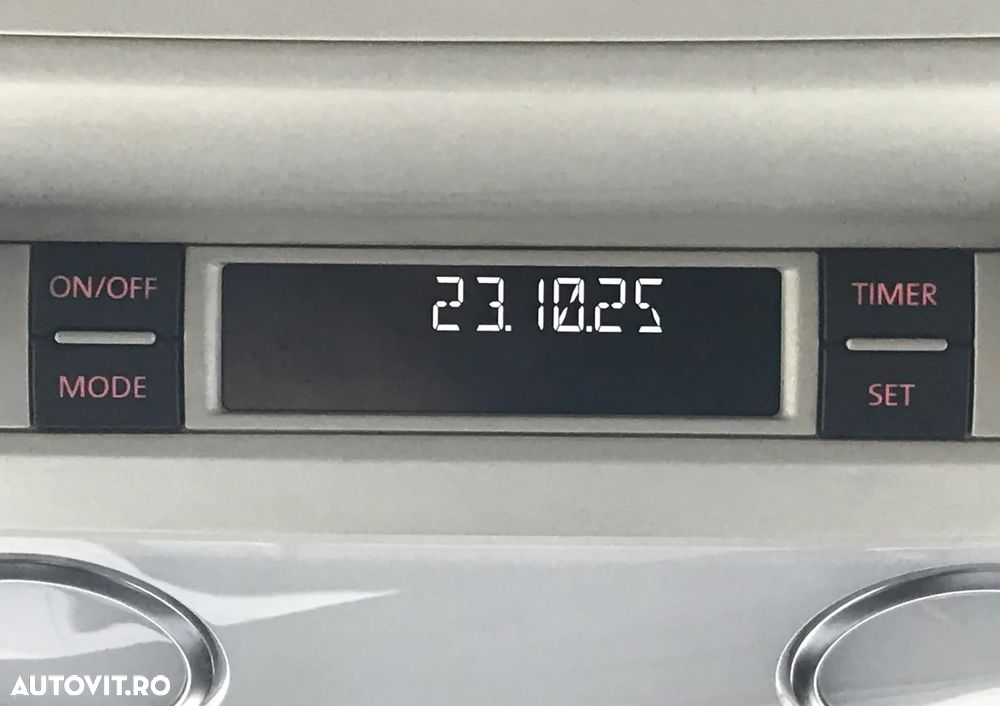 ON/OFF
MODE
23.10.25
TIMER
SET
AUTOVIT.RO